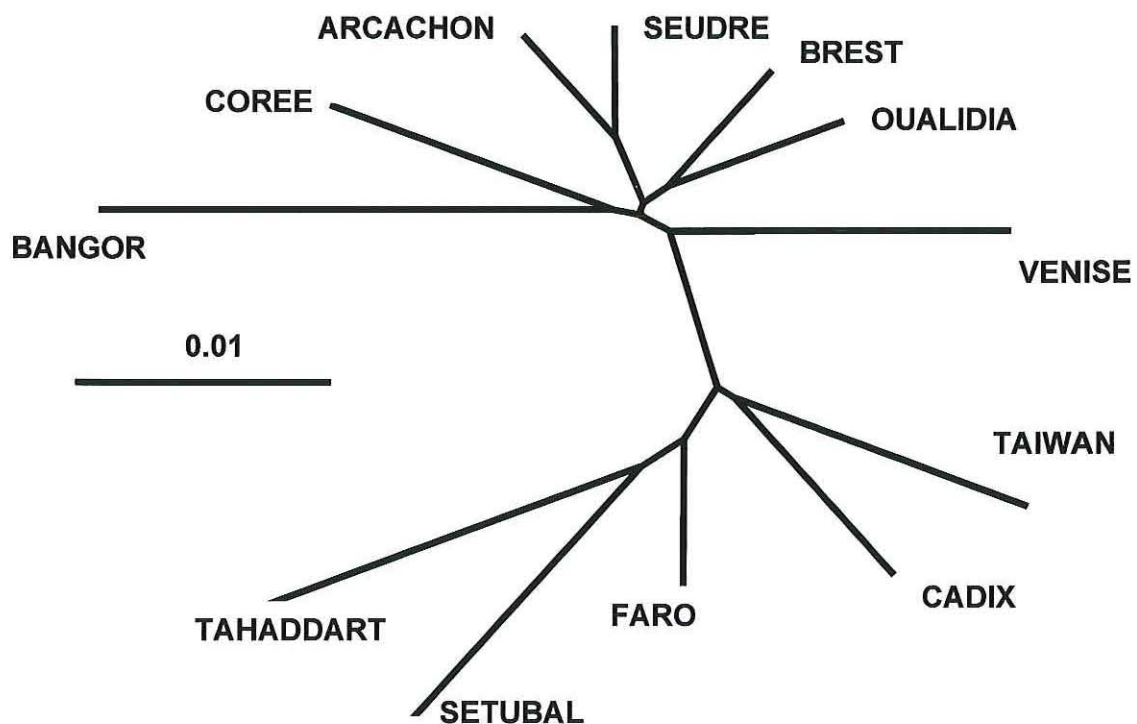 ARCACHON
SEUDRE
BREST
COREE
OUALIDIA
BANGOR
VENISE
0.01
TAIWAN
CADIX
FARO
TAHADDART
SETUBAL